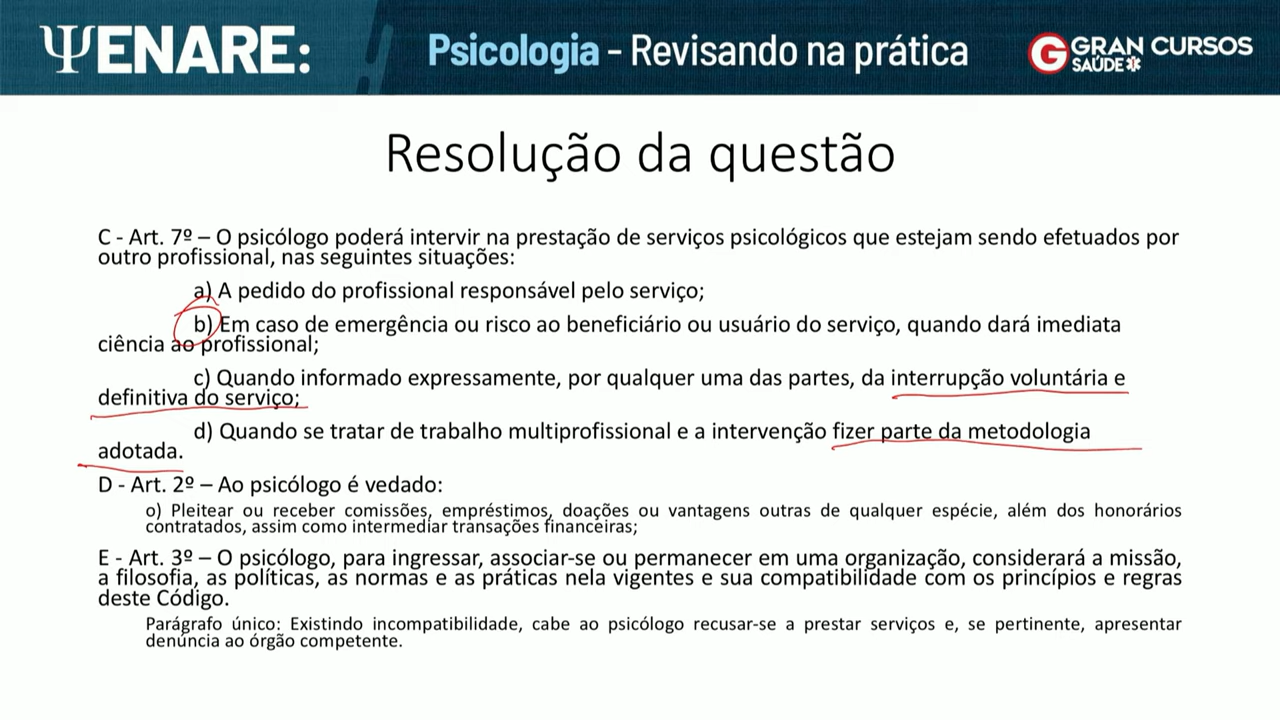 ΨENARE:
Psicologia - Revisando na prática
GRAN CURSOS
SAÚDE
Resolução da questão
C - Art. 7º – O psicólogo poderá intervir na prestação de serviços psicológicos que estejam sendo efetuados por
outro profissional, nas seguintes situações:
a) A pedido do profissional responsável pelo serviço;
b) Em caso de emergência ou risco ao beneficiário ou usuário do serviço, quando dará imediata
ciência ao profissional;
c) Quando informado expressamente, por qualquer uma das partes, da interrupção voluntária e
definitiva do serviço;
d) Quando se tratar de trabalho multiprofissional e a intervenção fizer parte da metodologia
adotada.
D - Art. 2º – Ao psicólogo é vedado:
o) Pleitear ou receber comissões, empréstimos, doações ou vantagens outras de qualquer espécie, além dos honorários
contratados, assim como intermediar transações financeiras;
E - Art. 3º – O psicólogo, para ingressar, associar-se ou permanecer em uma organização, considerará a missão,
a filosofia, as políticas, as normas e as práticas nela vigentes e sua compatibilidade com os princípios e regras
deste Código.
Parágrafo único: Existindo incompatibilidade, cabe ao psicólogo recusar-se a prestar serviços e, se pertinente, apresentar
denúncia ao órgão competente.